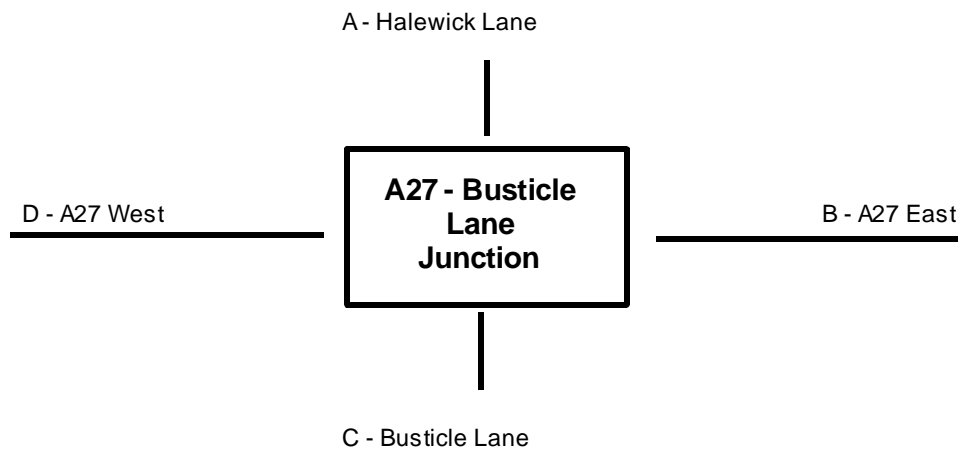 A - Halewick Lane
A27 - Busticle
Lane
Junction
D - A27 West
B - A27 East
C - Busticle Lane